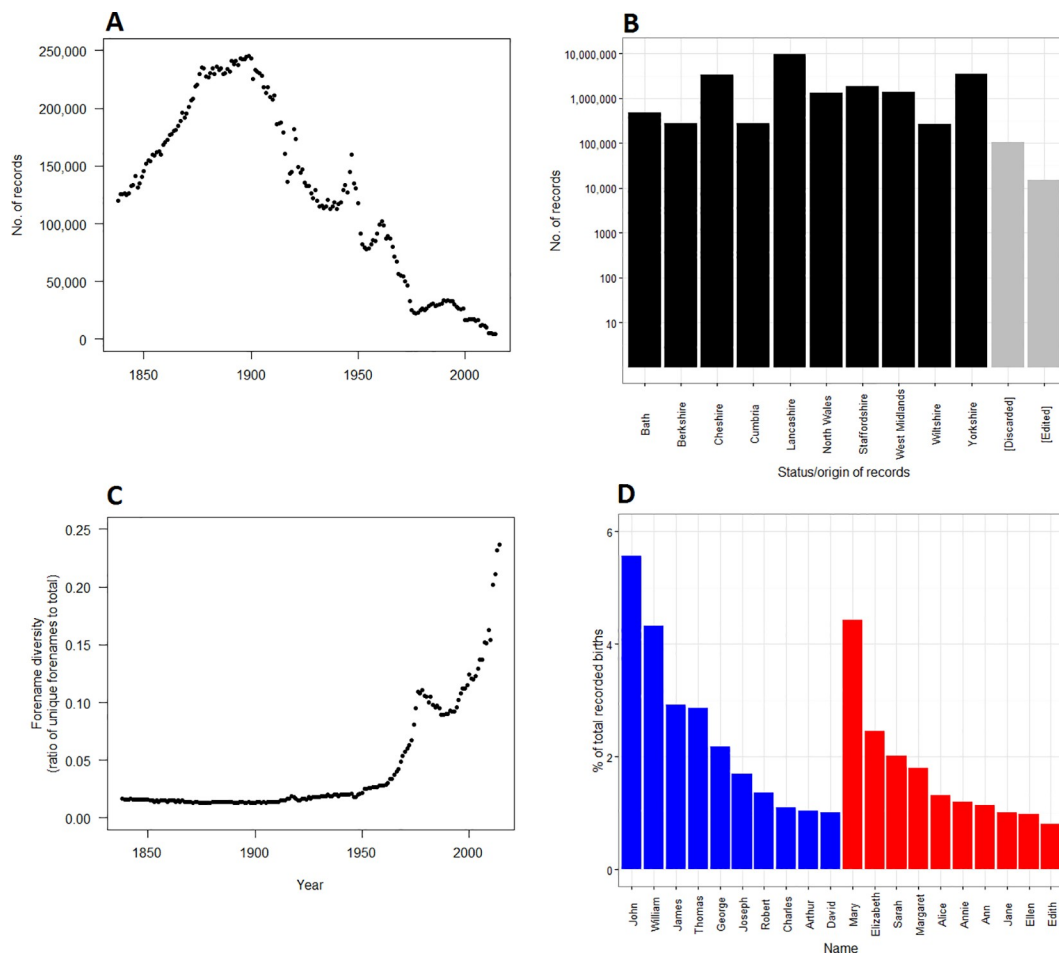 A
No. of records
250,000
200,000
150,000
100,000
50,000
0
1850
1900
1950
2000
B
No. of records
10,000,000
1,000,000
100,000
10,000
1000
100
10
Bath
Berkshire
Cheshire
Cumbria
Lancashire
North Wales
Staffordshire
West Midlands
Wiltshire
Yorkshire
[Discarded]
[Edited]
Status/origin of records
C
Forename diversity
(ratio of unique forenames to total)
0.25
0.20
0.15
0.10
0.05
0.00
1850
1900
1950
2000
Year
D
% of total recorded births
6
4
2
0
John
William
James
Thomas
George
Joseph
Robert
Charles
Arthur
David
Mary
Elizabeth
Sarah
Margaret
Alice
Annie
Ann
Jane
Ellen
Edith
Name